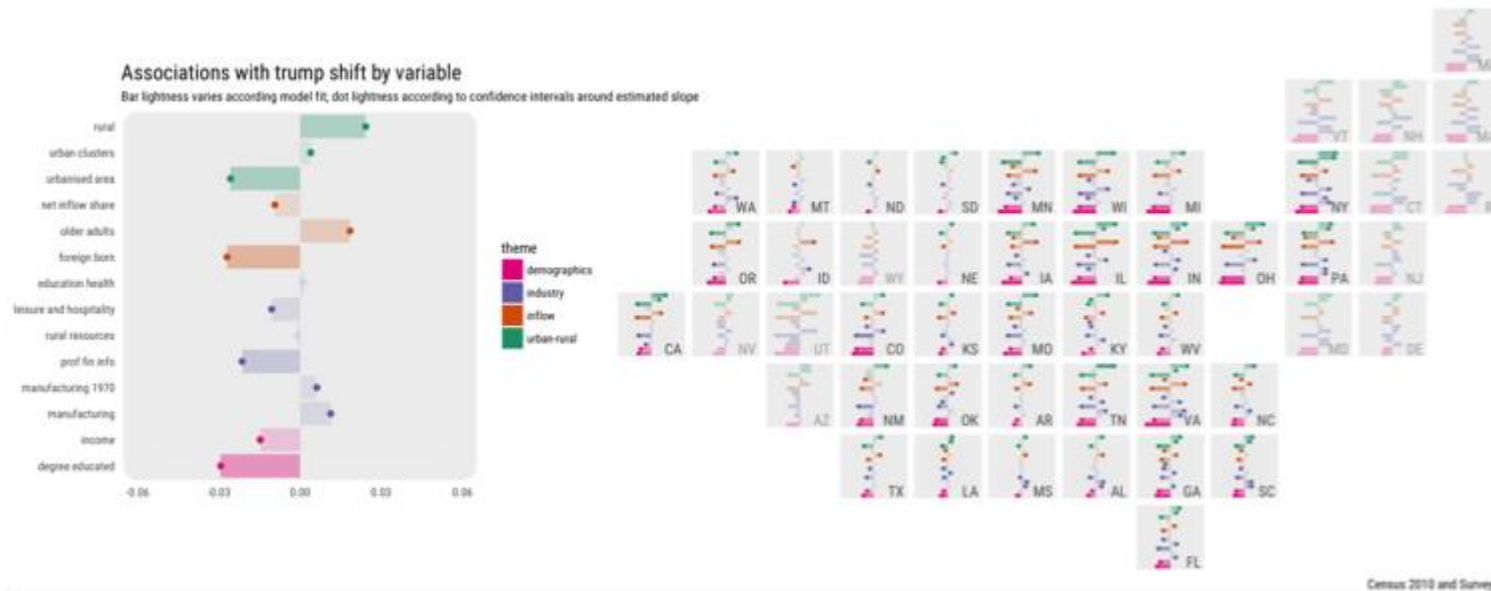 Associations with trump shift by variable
Bar lightness varies according model fit; dot lightness according to confidence intervals around estimated slope
rural
urban clusters
urbanised area
net inflow share
older adults
foreign born
education health
leisure and hospitality
rural resources
prof fin info
manufacturing 1970
manufacturing
income
degree educated
-0.06 -0.03 0.00 0.03 0.06
theme
demographics
industry
inflow
urban-rural
VT NH
WA MT ND SD MN WI MI NY CT
OR ID WY NE IA IL IN OH PA NJ
CA NV UT CO KS MO KY WV MD DE
AZ NM OK AR TN VA NC
TX LA MS AL GA SC
FL
Census 2010 and Survey